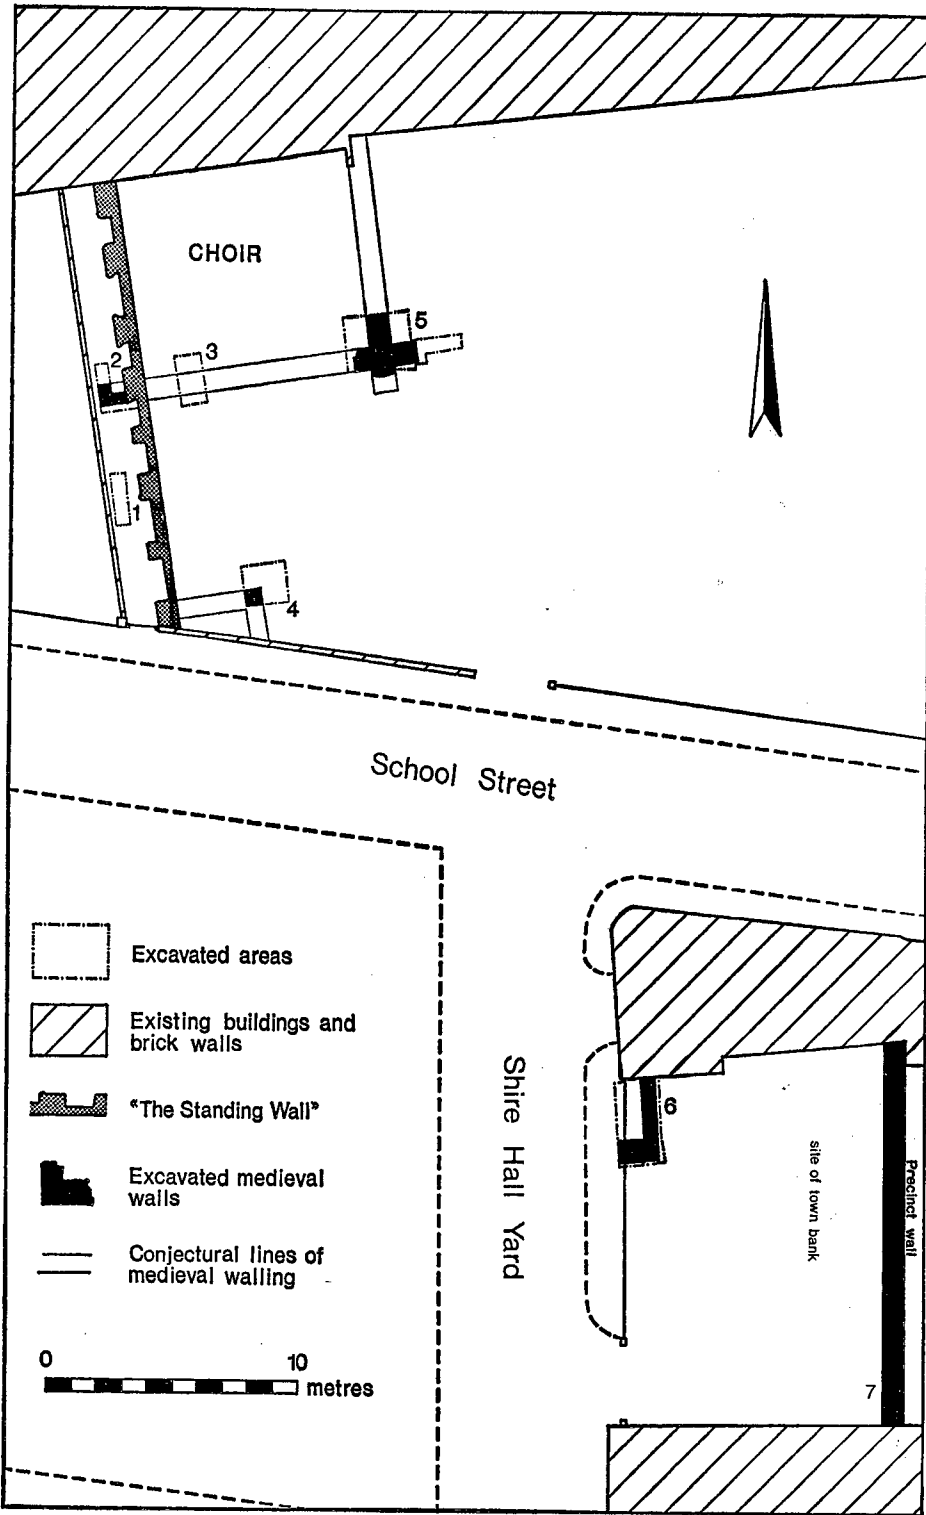 CHOIR
5
3
2
1
4
School Street
Excavated areas
Existing buildings and
brick walls
"The Standing Wall"
Excavated medieval
walls
Conjectural lines of
medieval walling
0 10
metres
Shire Hall Yard
6
site of town bank
Precinct wall
7